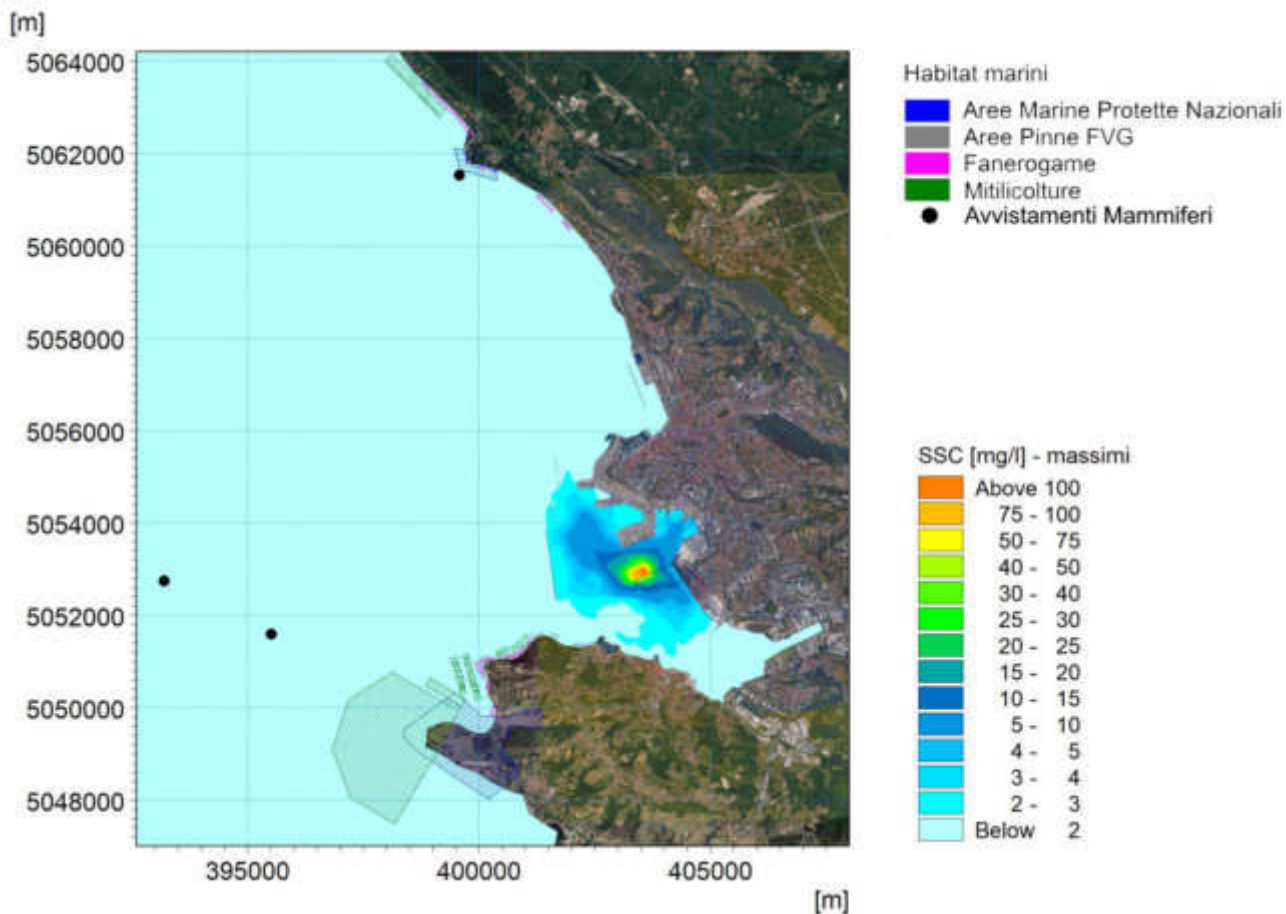 [m]
5064000
5062000
5060000
5058000
5056000
5054000
5052000
5050000
5048000
395000 400000 405000
[m]
Habitat marini
Aree Marine Protette Nazionali
Aree Pinne FVG
Fanerogame
Mitilicolture
Avvistamenti Mammiferi
SSC [mg/l] - massimi
Above 100
75 - 100
50 - 75
40 - 50
30 - 40
25 - 30
20 - 25
15 - 20
10 - 15
5 - 10
4 - 5
3 - 4
2 - 3
Below 2